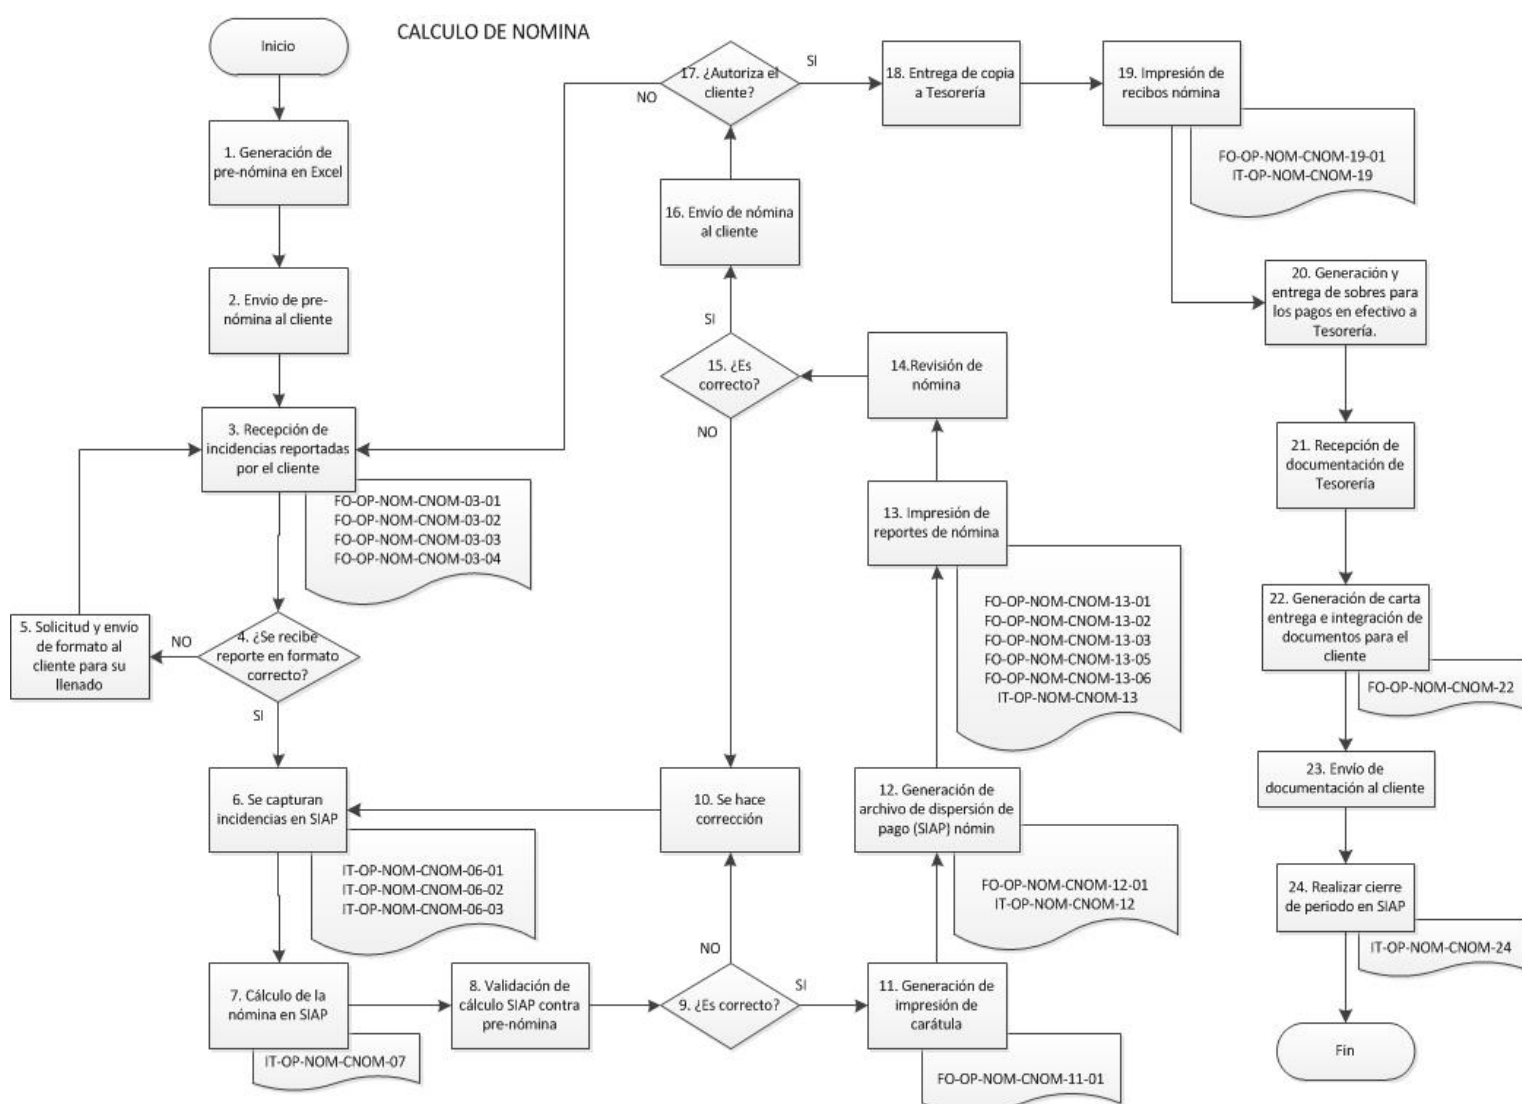 CALCULO DE NOMINA
Inicio
1. Generación de
pre-nómina en Excel
2. Envío de pre-
nómina al cliente
3. Recepción de
incidencias reportadas
por el cliente
FO-OP-NOM-CNOM-03-01
FO-OP-NOM-CNOM-03-02
FO-OP-NOM-CNOM-03-03
FO-OP-NOM-CNOM-03-04
4. ¿Se recibe
reporte en formato
correcto?
NO
SI
5. Solicitud y envío
de formato al
cliente para su
llenado
6. Se capturan
incidencias en SIAP
IT-OP-NOM-CNOM-06-01
IT-OP-NOM-CNOM-06-02
IT-OP-NOM-CNOM-06-03
7. Cálculo de la
nómina en SIAP
IT-OP-NOM-CNOM-07
8. Validación de
cálculo SIAP contra
pre-nómina
9. ¿Es correcto?
NO
SI
10. Se hace
corrección
11. Generación de
impresión de
carátula
FO-OP-NOM-CNOM-11-01
12. Generación de
archivo de dispersión de
pago (SIAP) nómin
FO-OP-NOM-CNOM-12-01
IT-OP-NOM-CNOM-12
13. Impresión de
reportes de nómina
FO-OP-NOM-CNOM-13-01
FO-OP-NOM-CNOM-13-02
FO-OP-NOM-CNOM-13-03
FO-OP-NOM-CNOM-13-05
FO-OP-NOM-CNOM-13-06
IT-OP-NOM-CNOM-13
14.Revisión de
nómina
15. ¿Es
correcto?
SI
NO
16. Envío de nómina
al cliente
17. ¿Autoriza el
cliente?
NO
SI
18. Entrega de copia
a Tesorería
19. Impresión de
recibos nómina
FO-OP-NOM-CNOM-19-01
IT-OP-NOM-CNOM-19
20. Generación y
entrega de sobres para
los pagos en efectivo a
Tesorería.
21. Recepción de
documentación de
Tesorería
22. Generación de carta
entrega e integración de
documentos para el
cliente
FO-OP-NOM-CNOM-22
23. Envío de
documentación al cliente
24. Realizar cierre
de periodo en SIAP
IT-OP-NOM-CNOM-24
Fin